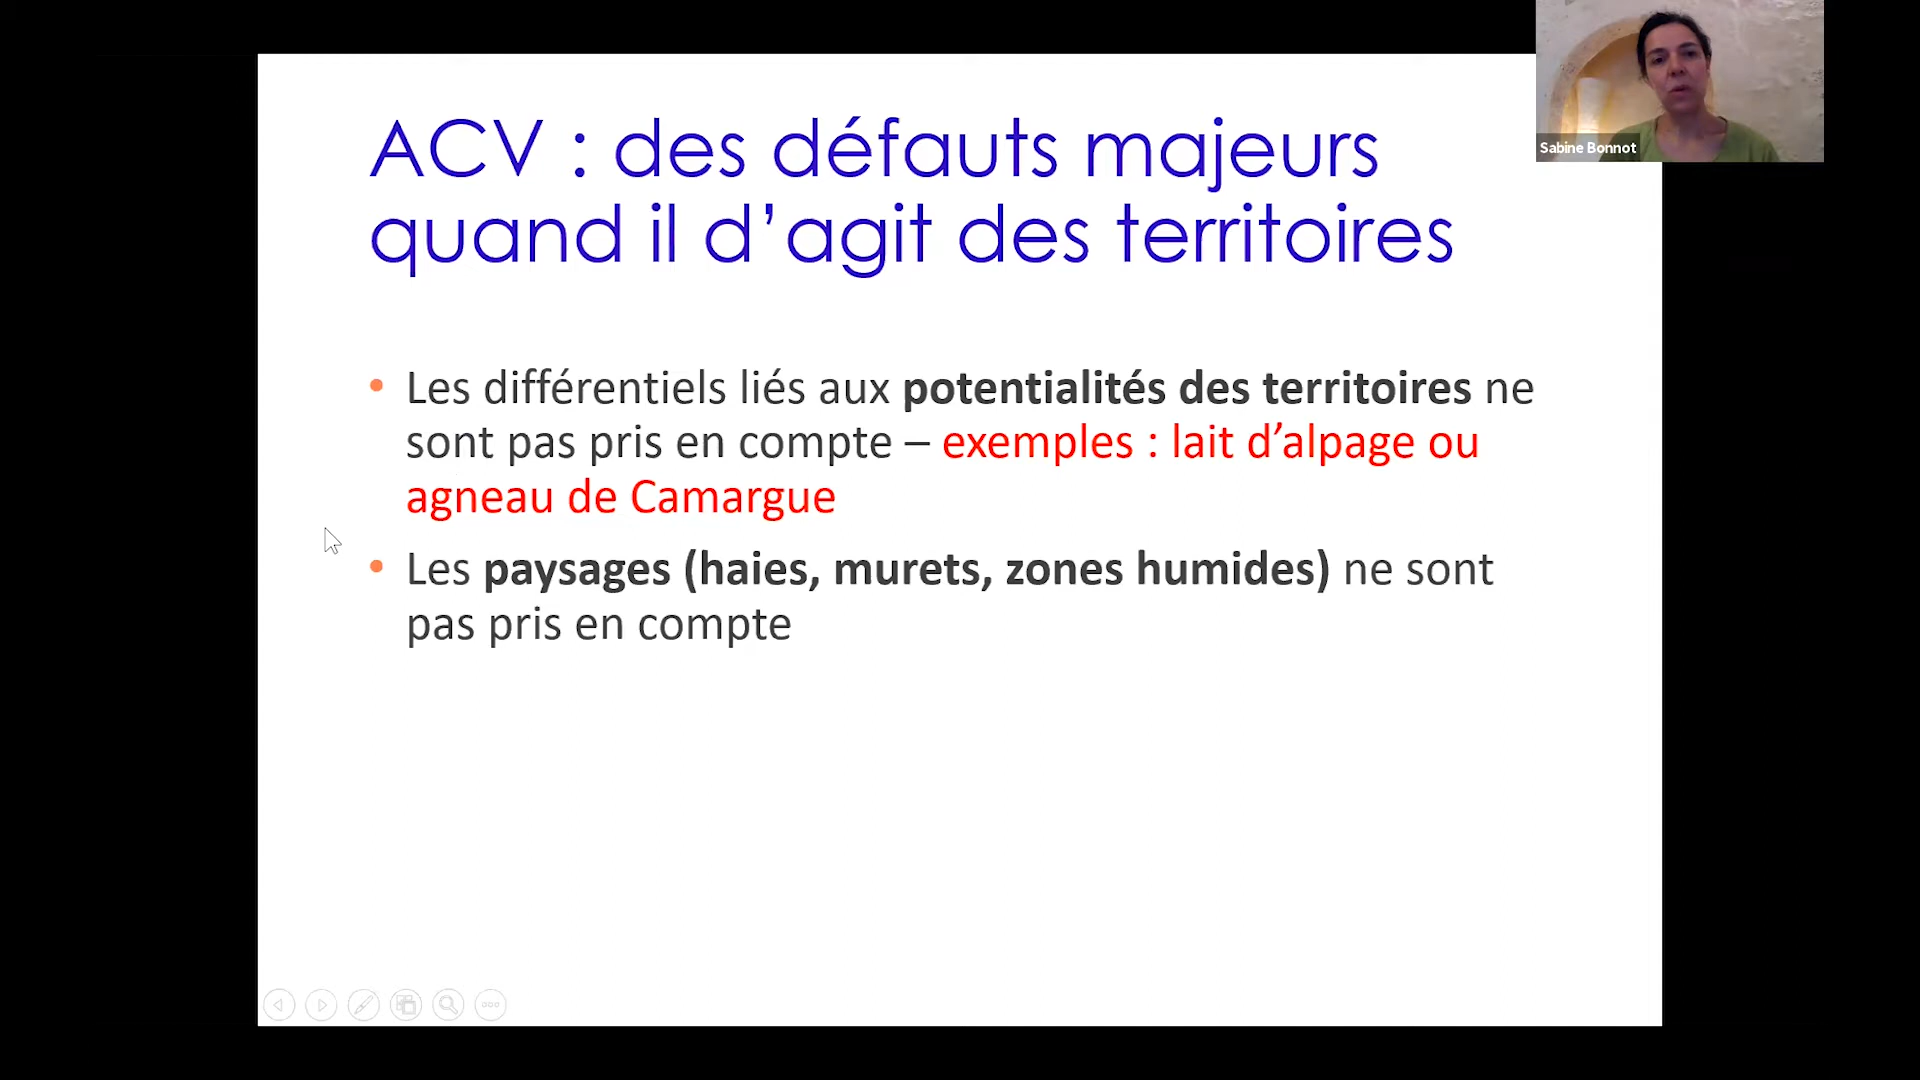 ACV : des défauts majeurs
quand il d’agit des territoires
• Les différentiels liés aux potentialités des territoires ne
sont pas pris en compte – exemples : lait d’alpage ou
agneau de Camargue
• Les paysages (haies, murets, zones humides) ne sont
pas pris en compte
Sabine Bonnot